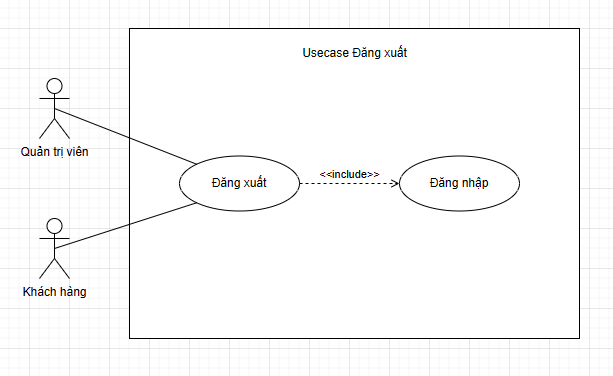 Usecase Đăng xuất
Quản trị viên
Đăng xuất
<<include>>
Đăng nhập
Khách hàng